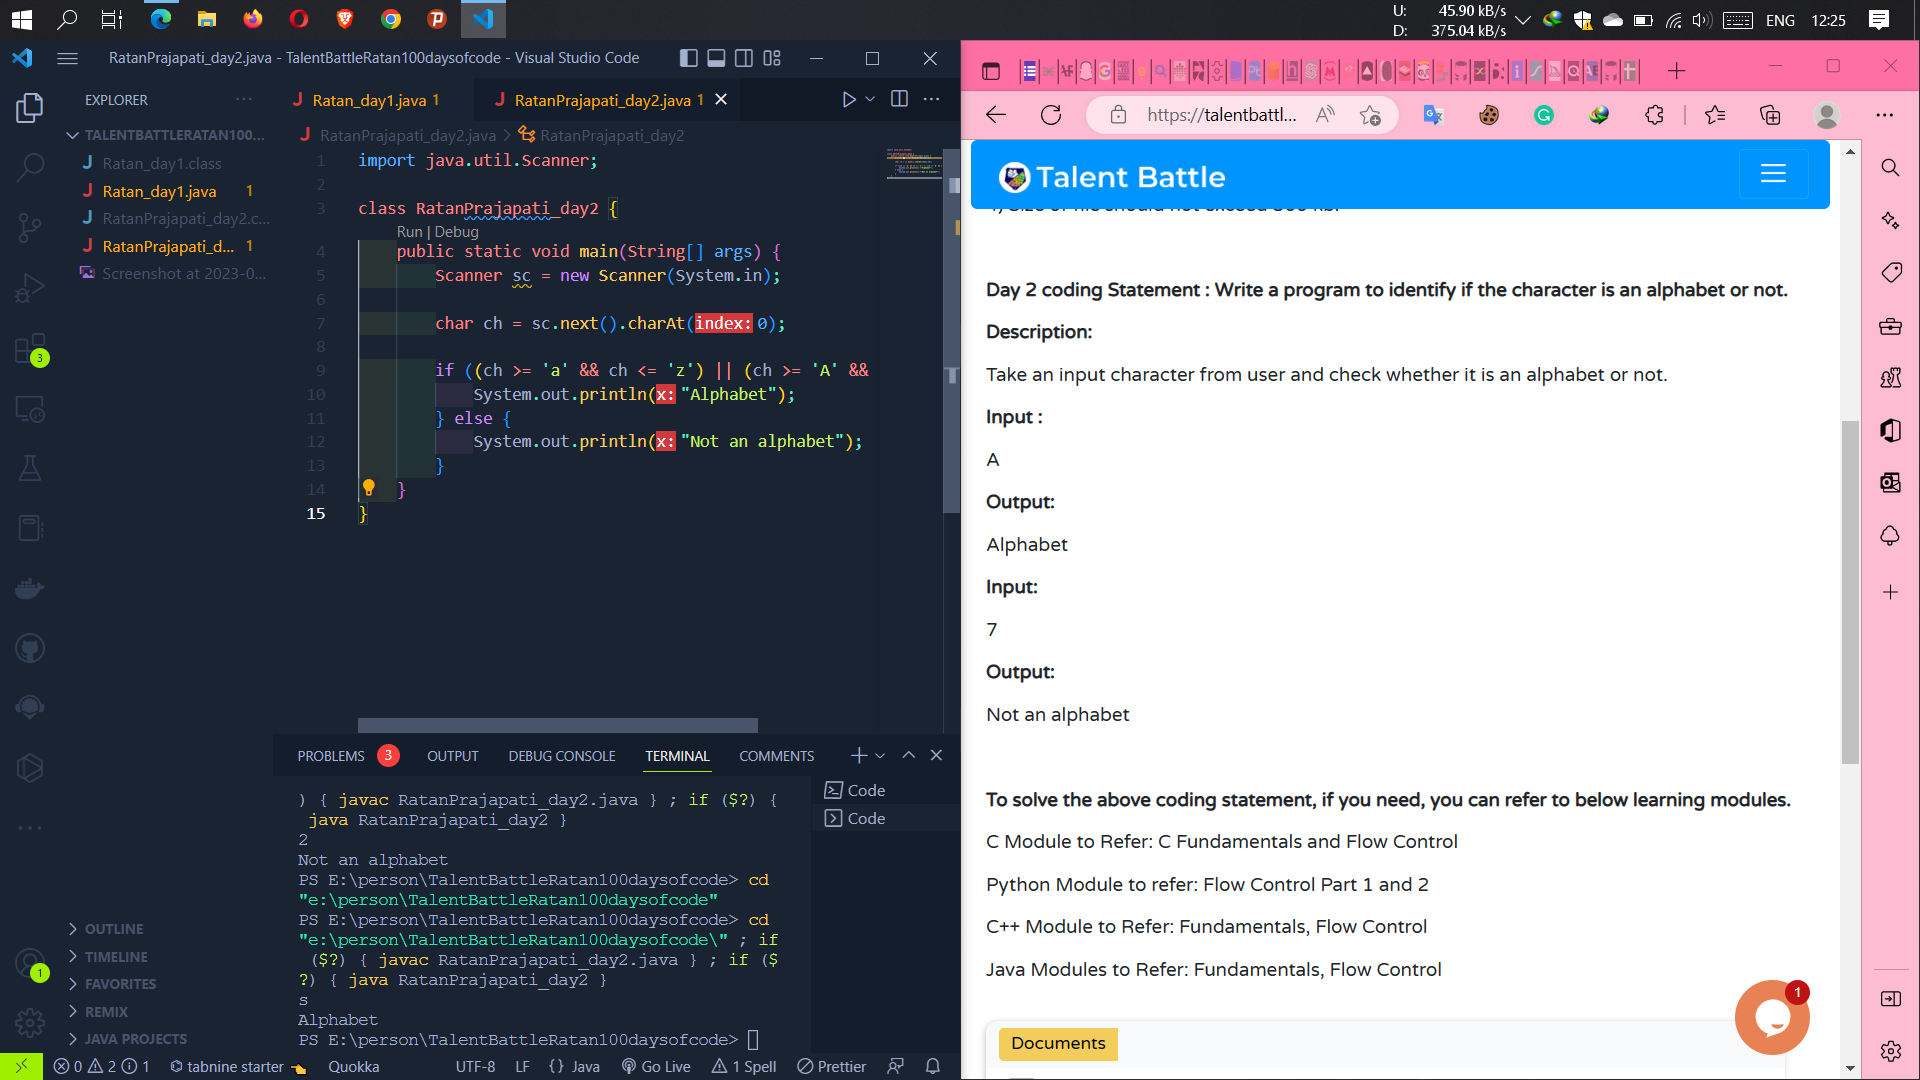 U: 45.90 kB/s
D: 375.04 kB/s
ENG 12:25
RatanPrajapati_day2.java - TalentBattleRatan100daysofcode - Visual Studio Code
EXPLORER
TALENTBATTLERATAN100...
J Ratan_day1.class
J Ratan_day1.java 1
J RatanPrajapati_day2.c...
J RatanPrajapati_d... 1
Screenshot at 2023-0...
J Ratan_day1.java 1
J RatanPrajapati_day2.java 1
J RatanPrajapati_day2.java > RatanPrajapati_day2
1 import java.util.Scanner;
2
3 class RatanPrajapati_day2 {
Run | Debug
4 public static void main(String[] args) {
5 Scanner sc = new Scanner(System.in);
6
7 char ch = sc.next().charAt(index: 0);
8
9 if ((ch >= 'a' && ch <= 'z') || (ch >= 'A' &&
10 System.out.println(x: "Alphabet");
11 } else {
12 System.out.println(x: "Not an alphabet");
13 }
14 }
15 }
PROBLEMS 3 OUTPUT DEBUG CONSOLE TERMINAL COMMENTS
) { javac RatanPrajapati_day2.java } ; if ($?) {
java RatanPrajapati_day2 }
2
Not an alphabet
PS E:\person\TalentBattleRatan100daysofcode> cd
"e:\person\TalentBattleRatan100daysofcode"
PS E:\person\TalentBattleRatan100daysofcode> cd
"e:\person\TalentBattleRatan100daysofcode\" ; if
($?) { javac RatanPrajapati_day2.java } ; if ($
?) { java RatanPrajapati_day2 }
s
Alphabet
PS E:\person\TalentBattleRatan100daysofcode>
Code
Code
3
1
OUTLINE
TIMELINE
FAVORITES
REMIX
JAVA PROJECTS
0 2 1 tabnine starter Quokka UTF-8 LF {} Java Go Live 1 Spell Prettier
https://talentbattl...
Talent Battle
Day 2 coding Statement : Write a program to identify if the character is an alphabet or not.
Description:
Take an input character from user and check whether it is an alphabet or not.
Input :
A
Output:
Alphabet
Input:
7
Output:
Not an alphabet
To solve the above coding statement, if you need, you can refer to below learning modules.
C Module to Refer: C Fundamentals and Flow Control
Python Module to refer: Flow Control Part 1 and 2
C++ Module to Refer: Fundamentals, Flow Control
Java Modules to Refer: Fundamentals, Flow Control
1
Documents